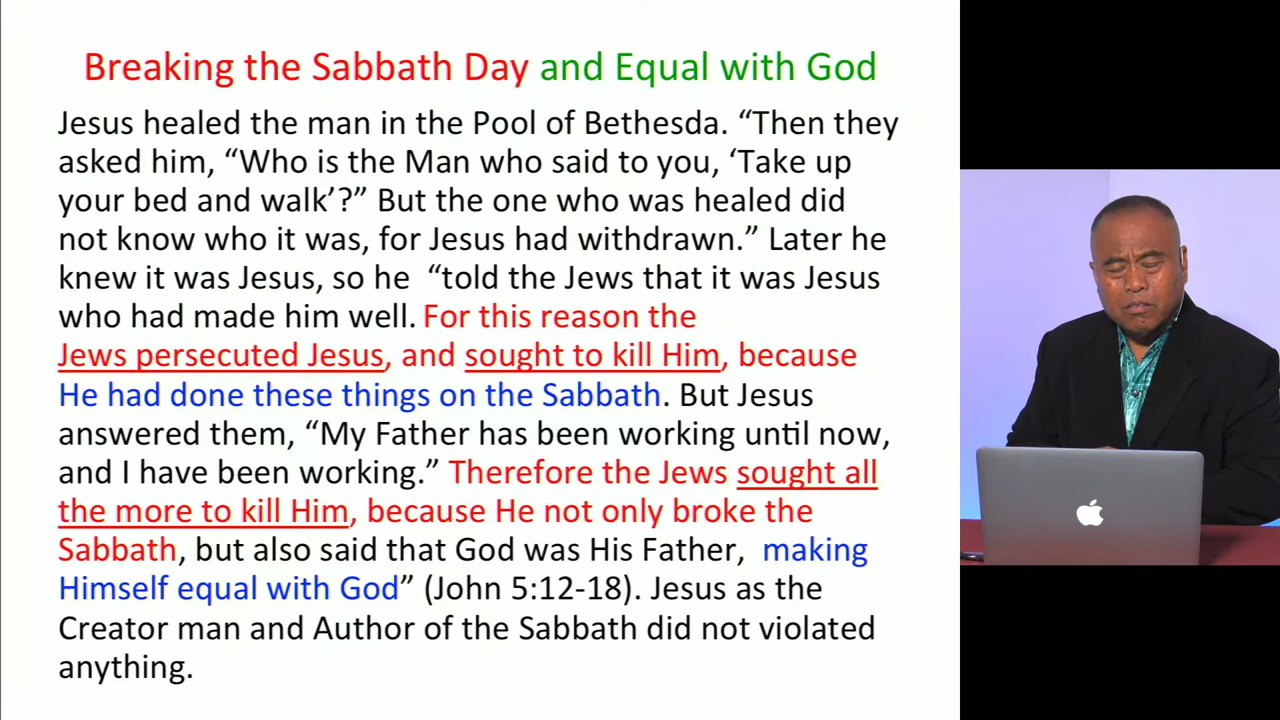 Breaking the Sabbath Day and Equal with God
Jesus healed the man in the Pool of Bethesda. “Then they
asked him, “Who is the Man who said to you, ‘Take up
your bed and walk’?” But the one who was healed did
not know who it was, for Jesus had withdrawn.” Later he
knew it was Jesus, so he “told the Jews that it was Jesus
who had made him well. For this reason the
Jews persecuted Jesus, and sought to kill Him, because
He had done these things on the Sabbath. But Jesus
answered them, “My Father has been working until now,
and I have been working.” Therefore the Jews sought all
the more to kill Him, because He not only broke the
Sabbath, but also said that God was His Father, making
Himself equal with God” (John 5:12-18). Jesus as the
Creator man and Author of the Sabbath did not violated
anything.